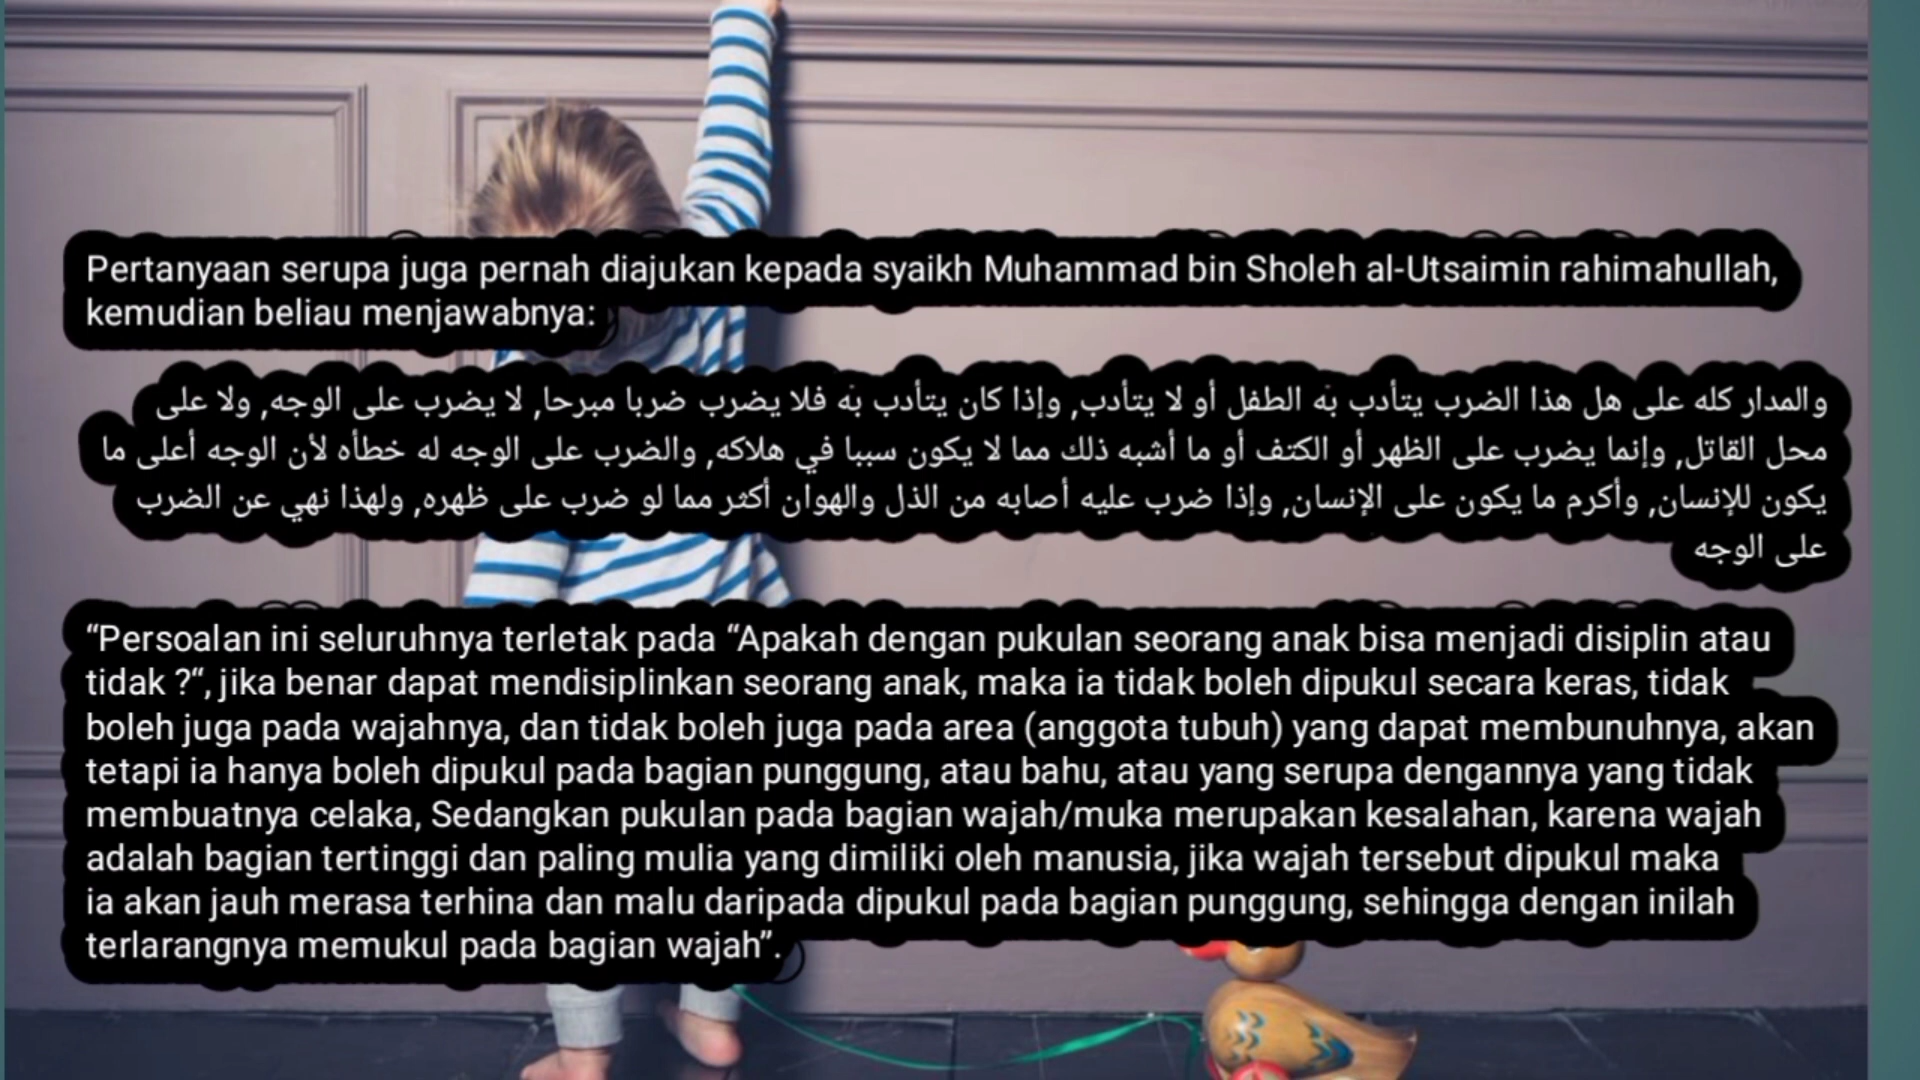 Pertanyaan serupa juga pernah diajukan kepada syaikh Muhammad bin Sholeh al-Utsaimin rahimahullah,
kemudian beliau menjawabnya:
والمدار كله على هل هذا الضرب يتأدب بَه الطفل أو لا يتأدب, وإذا كان يتأدب بَه فلا يضرب ضربا مبرحا, لا يضرب على الوجه, ولا على
محل القاتل, وإنما يضرب على الظهر أو الكتف أو ما أشبه ذلك مما لا يكون سببا في هلاكه, والضرب على الوجه له خطأه لأن الوجه أعلى ما
يكون للإنسان, وأكرم ما يكون على الإنسان, وإذا ضرب عليه أصابه من الذل والهوان أكثر مما لو ضرب على ظهره, ولهذا نهي عن الضرب
على الوجه
“Persoalan ini seluruhnya terletak pada “Apakah dengan pukulan seorang anak bisa menjadi disiplin atau
tidak ?“, jika benar dapat mendisiplinkan seorang anak, maka ia tidak boleh dipukul secara keras, tidak
boleh juga pada wajahnya, dan tidak boleh juga pada area (anggota tubuh) yang dapat membunuhnya, akan
tetapi ia hanya boleh dipukul pada bagian punggung, atau bahu, atau yang serupa dengannya yang tidak
membuatnya celaka, Sedangkan pukulan pada bagian wajah/muka merupakan kesalahan, karena wajah
adalah bagian tertinggi dan paling mulia yang dimiliki oleh manusia, jika wajah tersebut dipukul maka
ia akan jauh merasa terhina dan malu daripada dipukul pada bagian punggung, sehingga dengan inilah
terlarangnya memukul pada bagian wajah”.